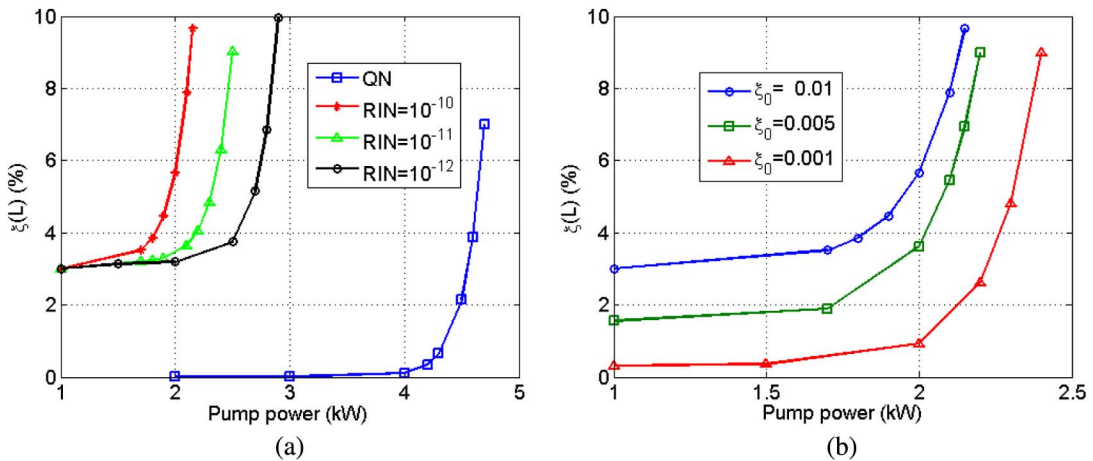 10
8
6
4
2
0
ξ(L) (%)
1 2 3 4 5
Pump power (kW)
QN
RIN=10⁻¹⁰
RIN=10⁻¹¹
RIN=10⁻¹²
(a)
10
8
6
4
2
0
ξ(L) (%)
1 1.5 2 2.5
Pump power (kW)
ξ₀= 0.01
ξ₀=0.005
ξ₀=0.001
(b)